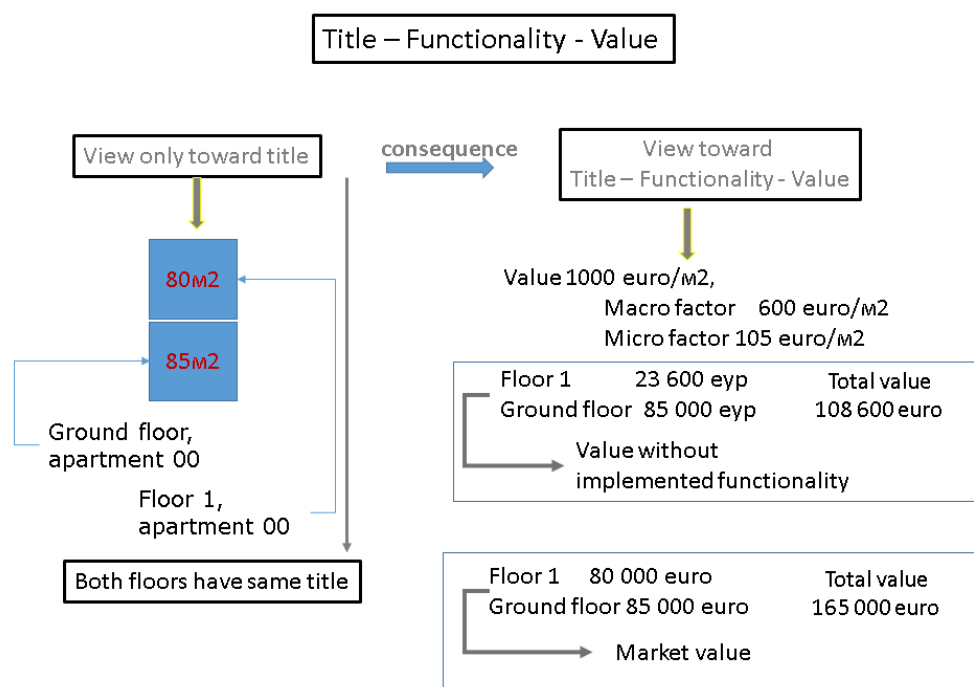 Title – Functionality - Value
View only toward title
consequence
View toward
Title – Functionality - Value
80м2
85м2
Ground floor,
apartment 00
Floor 1,
apartment 00
Both floors have same title
Value 1000 euro/м2,
Macro factor 600 euro/м2
Micro factor 105 euro/м2
Floor 1 23 600 eyp Total value
Ground floor 85 000 eyp 108 600 euro
Value without
implemented functionality
Floor 1 80 000 euro Total value
Ground floor 85 000 euro 165 000 euro
Market value